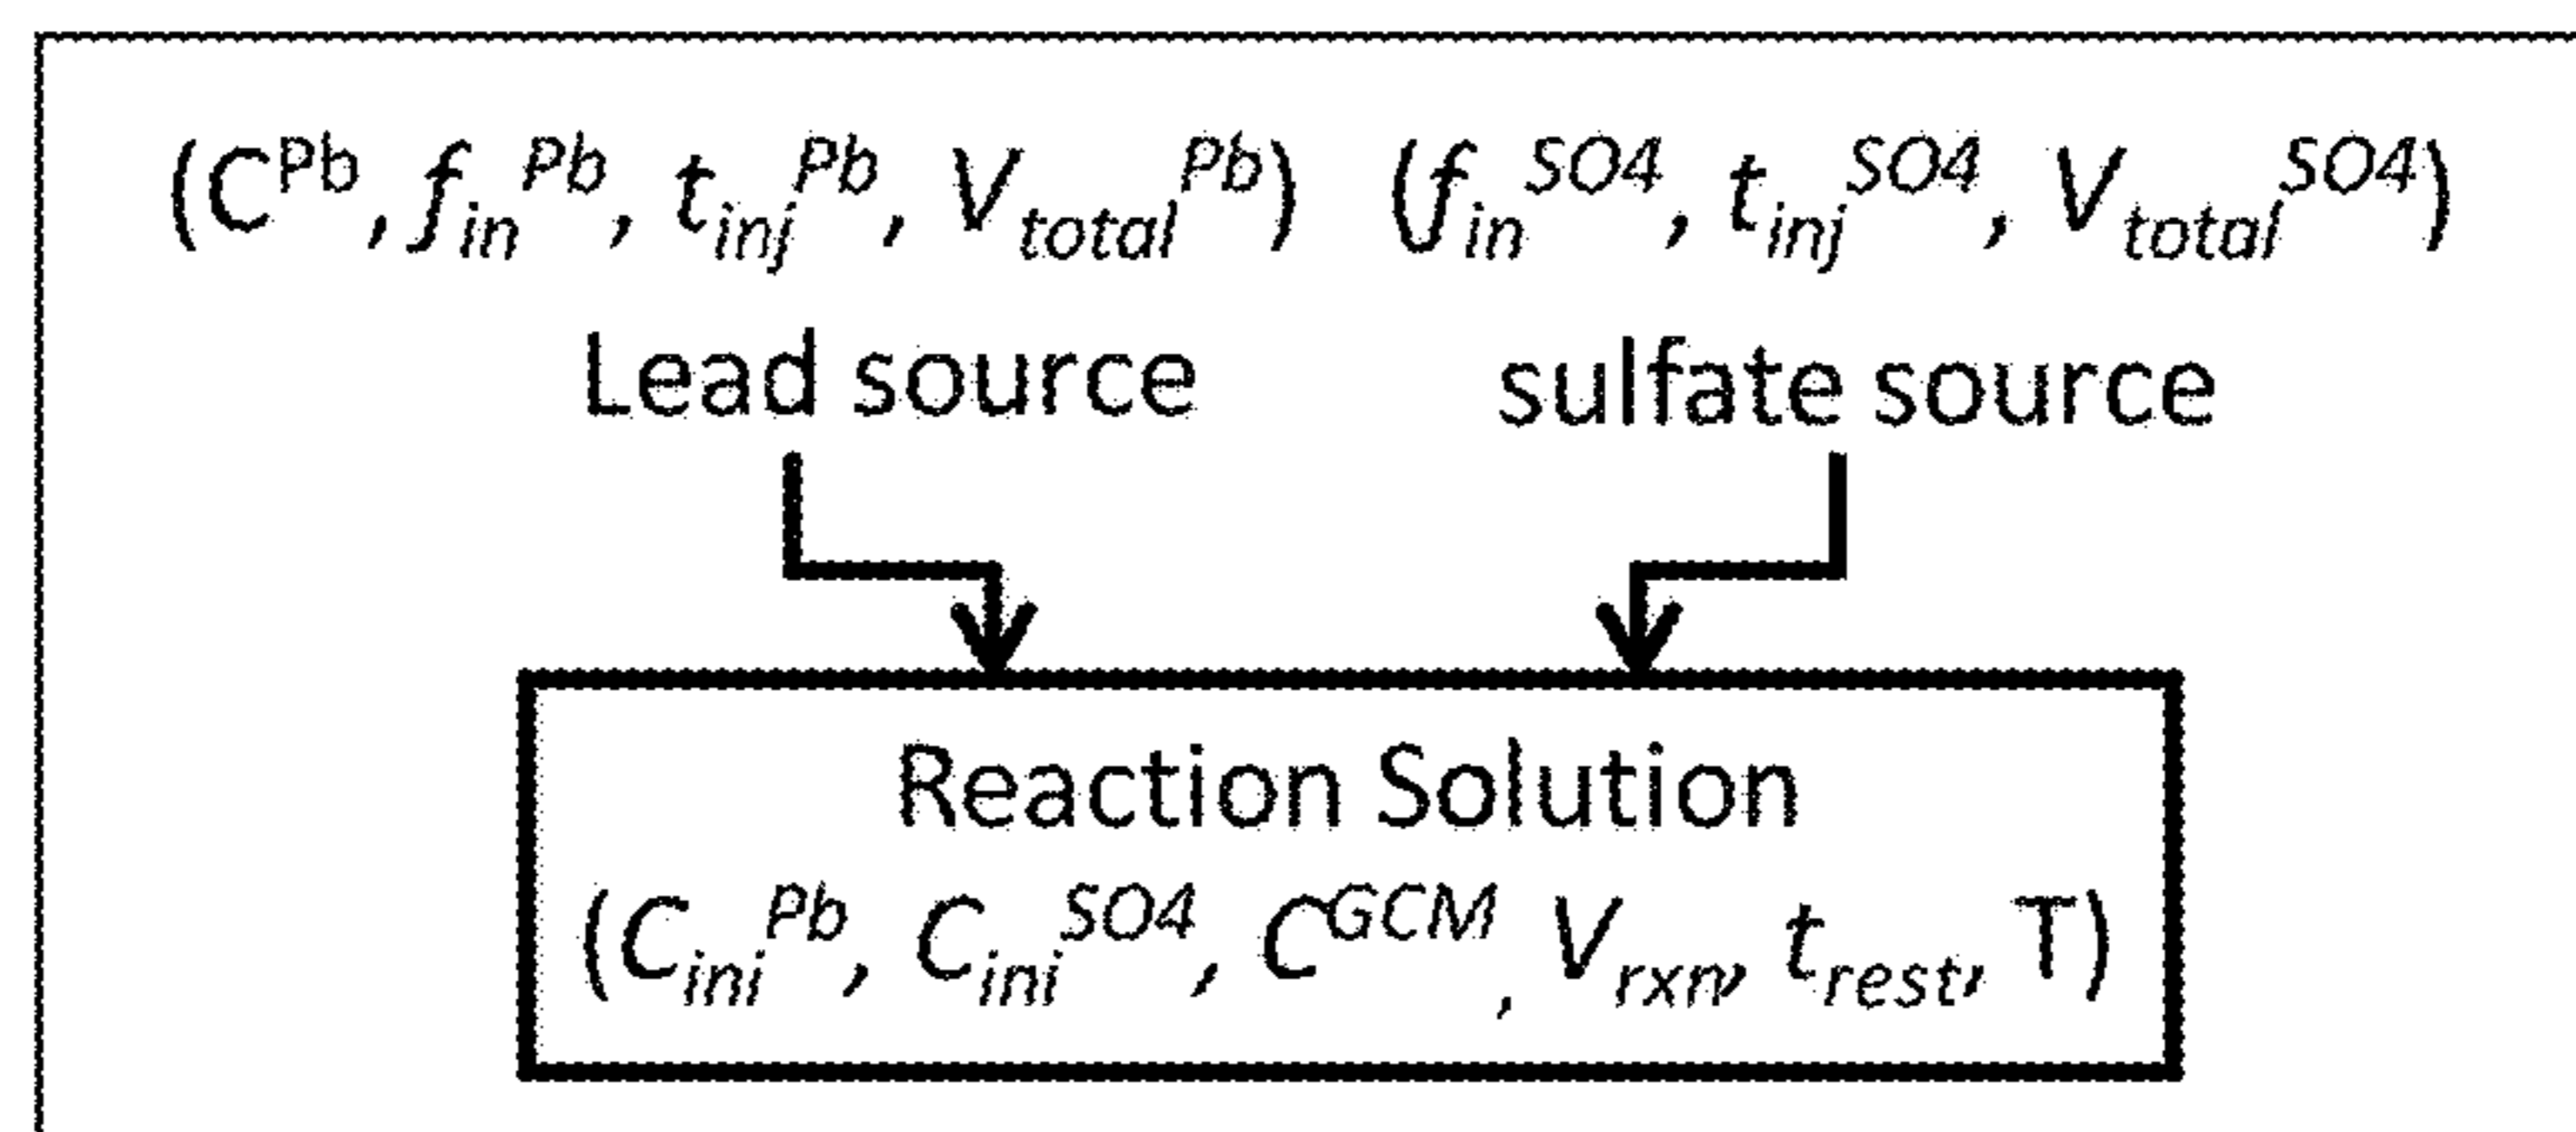 (C^Pb, f_in^Pb, t_inj^Pb, V_total^Pb) (f_in^SO4, t_inj^SO4, V_total^SO4)
Lead source sulfate source
Reaction Solution
(C_ini^Pb, C_ini^SO4, C^GCM, V_rxn, t_rest, T)